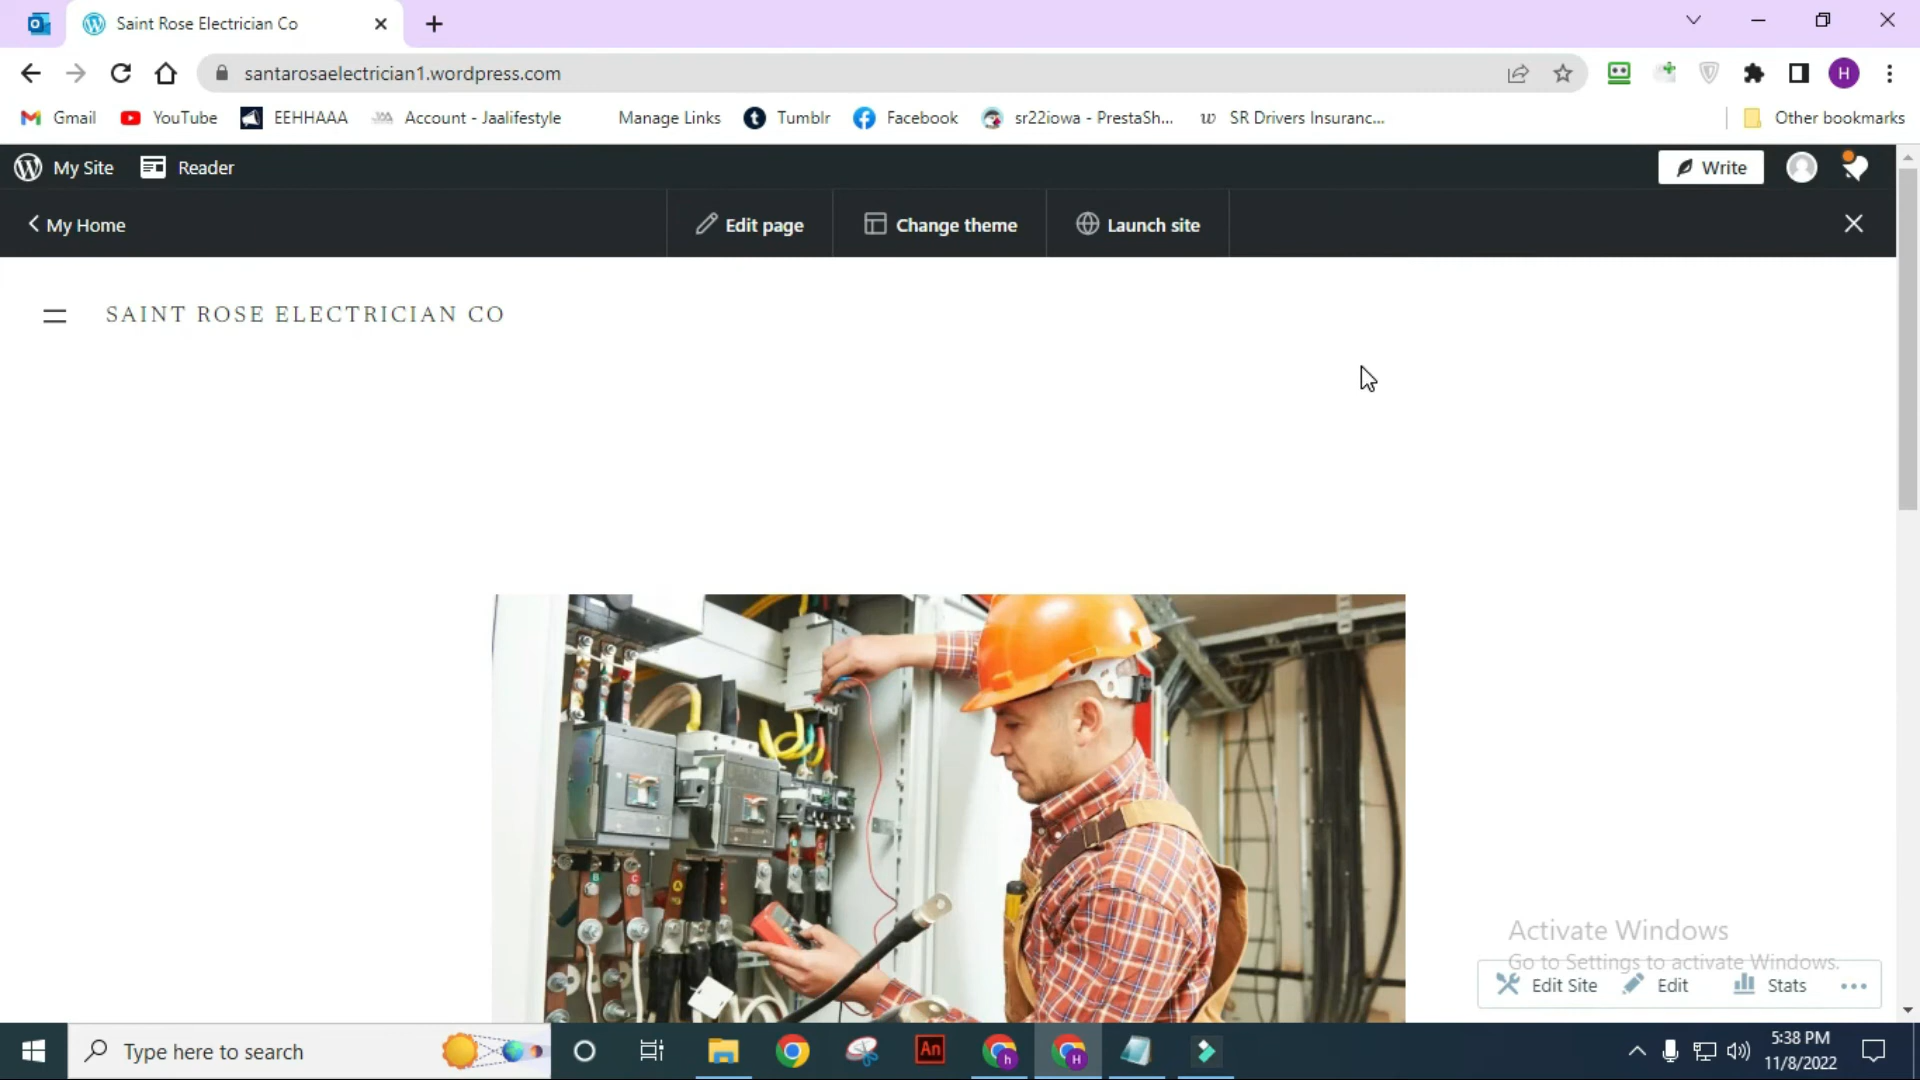 Saint Rose Electrician Co
santarosaelectrician1.wordpress.com
Gmail YouTube EEHHAAA Account - Jaalifestyle Manage Links Tumblr Facebook sr22iowa - PrestaSh... SR Drivers Insuranc... Other bookmarks
My Site Reader Write
My Home Edit page Change theme Launch site
SAINT ROSE ELECTRICIAN CO
Activate Windows
Go to Settings to activate Windows.
Edit Site Edit Stats
Type here to search
An
h
H
5:38 PM
11/8/2022